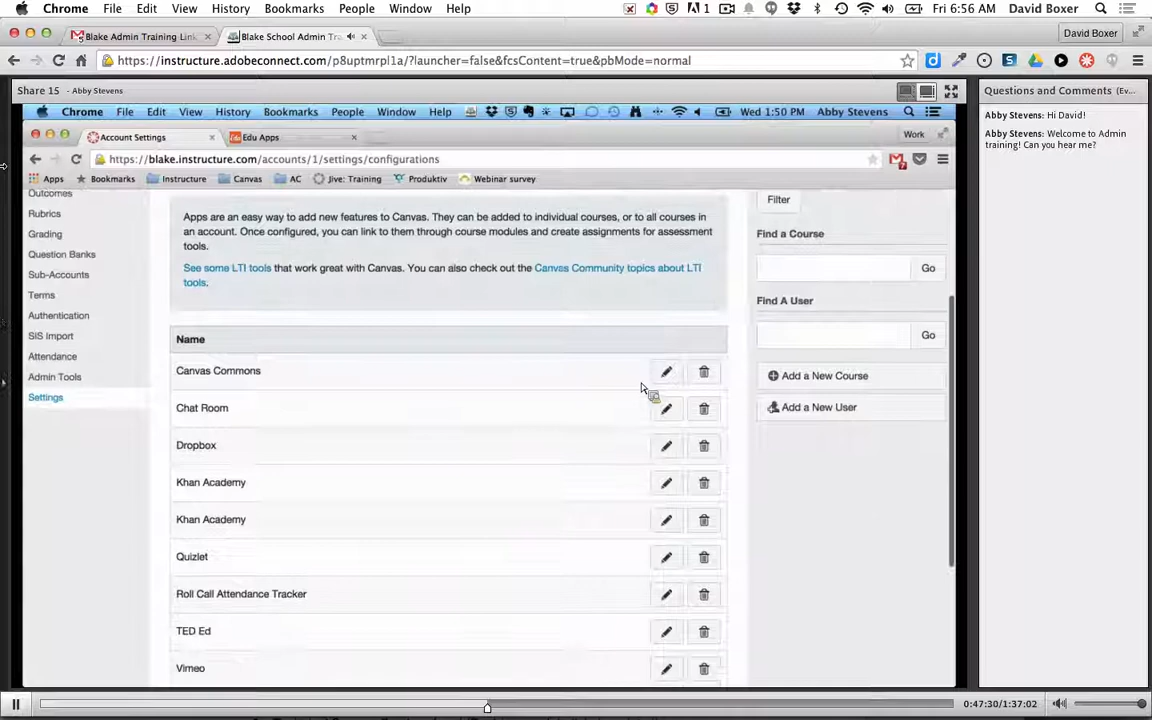 Chrome File Edit View History Bookmarks People Window Help 1 Fri 6:56 AM David Boxer
Blake Admin Training Lin
Blake School Admin Tra
David Boxer
https://instructure.adobeconnect.com/p8uptmrpl1a/?launcher=false&fcsContent=true&pbMode=normal
Share 15 - Abby Stevens
Questions and Comments (Ev...
Chrome File Edit View History Bookmarks People Window Help Wed 1:50 PM Abby Stevens
Abby Stevens: Hi David!
Abby Stevens: Welcome to Admin
training! Can you hear me?
Account Settings
Edu Apps
Work
https://blake.instructure.com/accounts/1/settings/configurations
Apps Bookmarks Instructure Canvas AC Jive: Training Produktiv Webinar survey
Outcomes
Rubrics
Grading
Question Banks
Sub-Accounts
Terms
Authentication
SIS Import
Attendance
Admin Tools
Settings
Apps are an easy way to add new features to Canvas. They can be added to individual courses, or to all courses in
an account. Once configured, you can link to them through course modules and create assignments for assessment
tools.
See some LTI tools that work great with Canvas. You can also check out the Canvas Community topics about LTI
tools.
Name
Canvas Commons
Chat Room
Dropbox
Khan Academy
Khan Academy
Quizlet
Roll Call Attendance Tracker
TED Ed
Vimeo
Filter
Find a Course
Go
Find A User
Go
Add a New Course
Add a New User
0:47:30/1:37:02